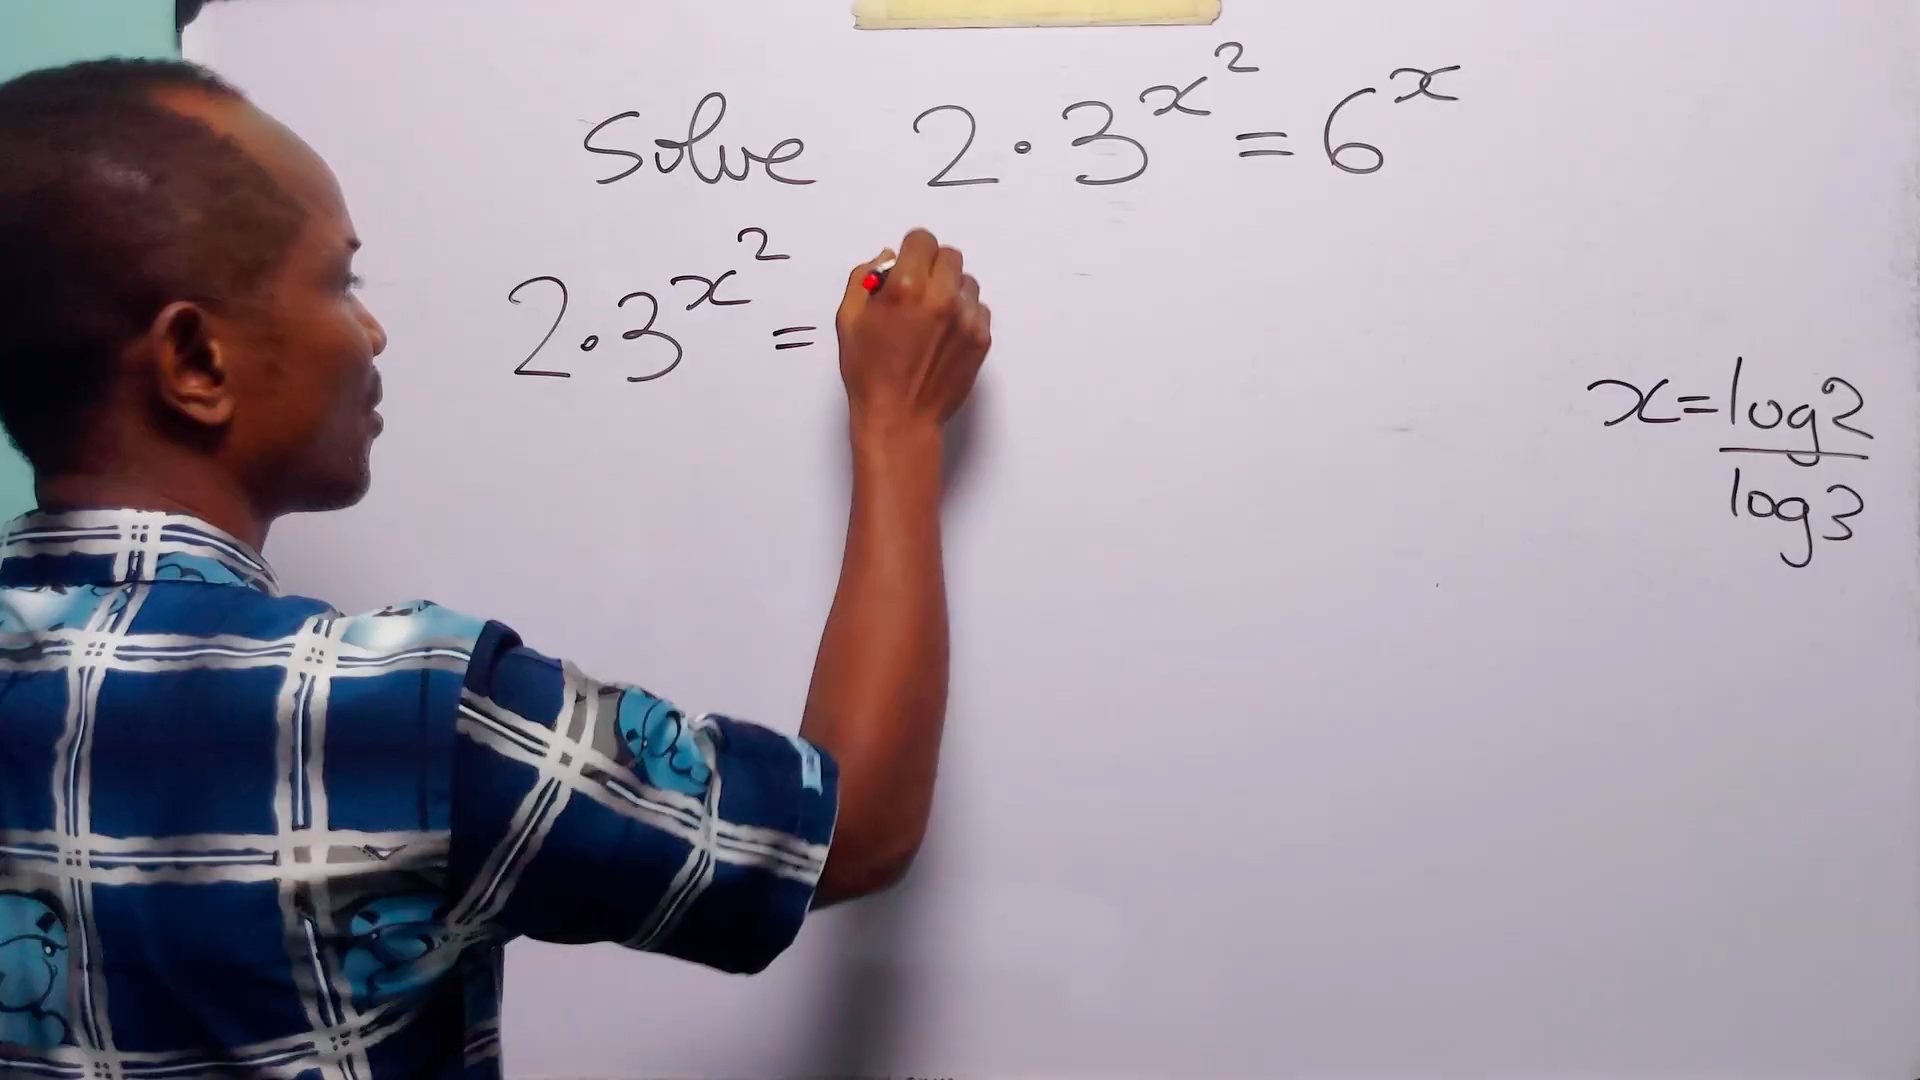 Solve 2·3^x^2 = 6^x
2·3^x^2 =
x = log2
log3